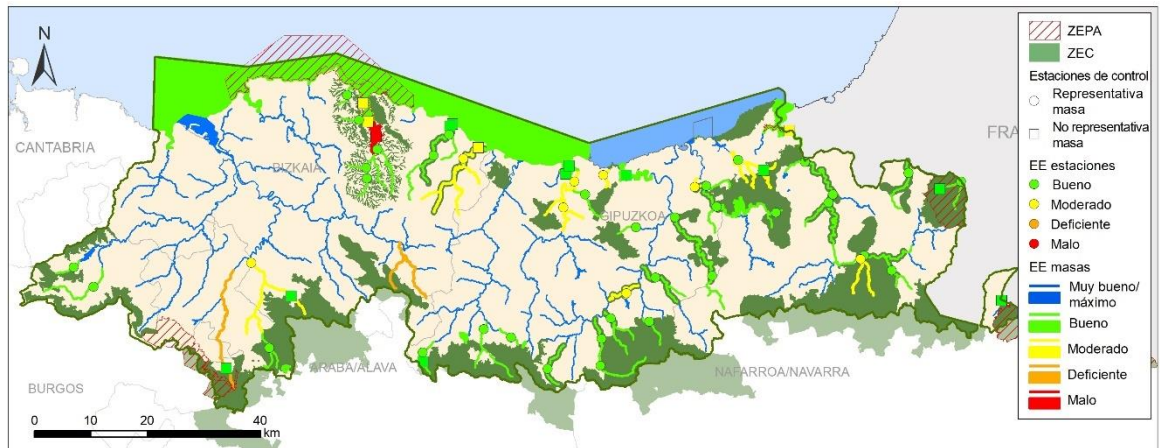 N
CANTABRIA
BIZKAIA
GIPUZKOA
FRA
BURGOS
ARABA/ALAVA
NAFARROA/NAVARRA
0 10 20 40
km
ZEPA
ZEC
Estaciones de control
Representativa
masa
No representativa
masa
EE estaciones
Bueno
Moderado
Deficiente
Malo
EE masas
Muy bueno/
máximo
Bueno
Moderado
Deficiente
Malo